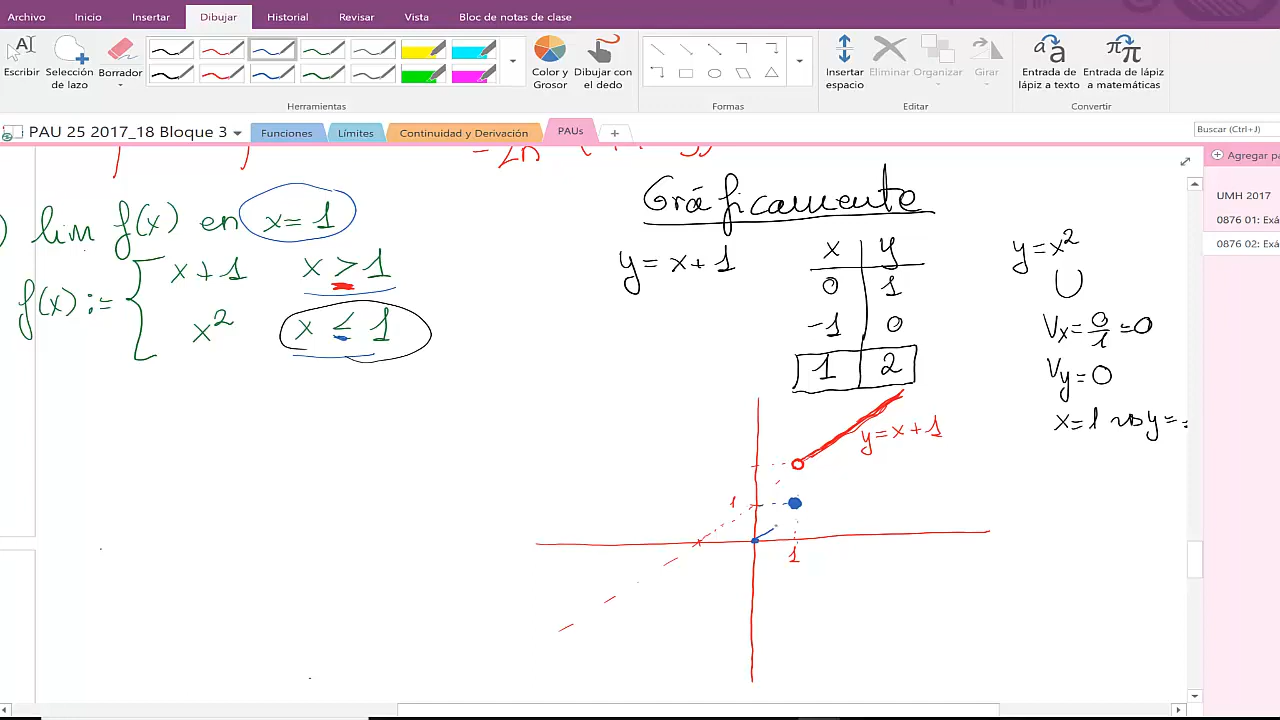 Archivo Inicio Insertar Dibujar Historial Revisar Vista Bloc de notas de clase
Escribir Selección de lazo Borrador Color y Grosor Dibujar con el dedo Insertar espacio Eliminar Organizar Girar Entrada de lápiz a texto Entrada de lápiz a matemáticas
Herramientas Formas Editar Convertir
PAU 25 2017_18 Bloque 3 Funciones Límites Continuidad y Derivación PAUs + Buscar (Ctrl+J)
Agregar pá
UMH 2017
0876 01: Exá
0876 02: Exá
) lim f(x) en x=1
f(x) := { x+1 x > 1
x² x ≤ 1
Gráficamente
y = x+1
x y
0 1
-1 0
1 2
y=x²
∪
Vx = 0/1 = 0
Vy = 0
x=1 ⇝ y=
y=x+1
1
1